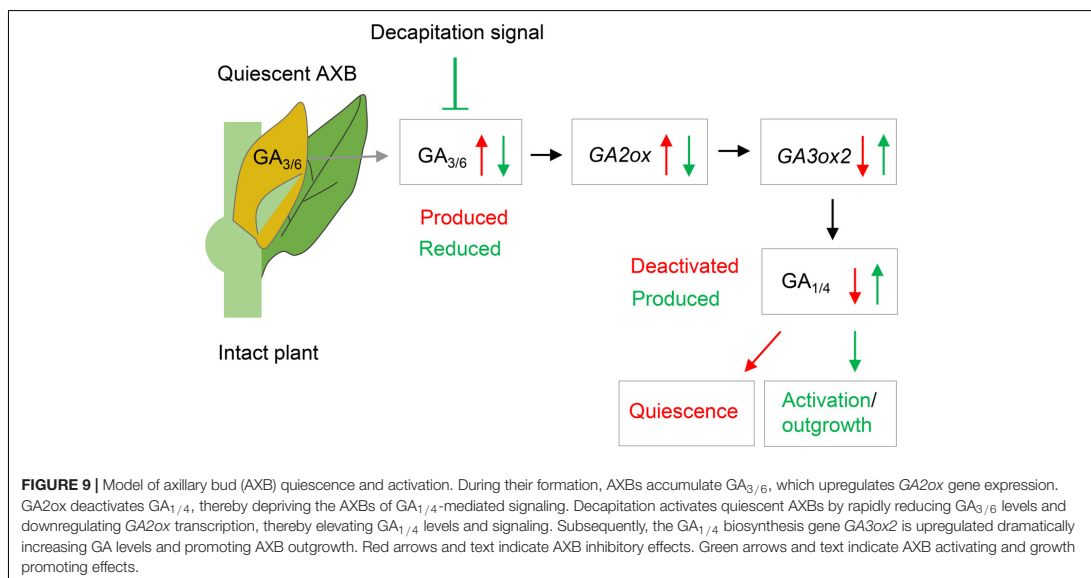 Decapitation signal
Quiescent AXB
GA3/6
GA3/6
GA2ox
GA3ox2
Produced
Reduced
Deactivated
Produced
GA1/4
Intact plant
Quiescence
Activation/
outgrowth
FIGURE 9 | Model of axillary bud (AXB) quiescence and activation. During their formation, AXBs accumulate GA3/6, which upregulates GA2ox gene expression.
GA2ox deactivates GA1/4, thereby depriving the AXBs of GA1/4-mediated signaling. Decapitation activates quiescent AXBs by rapidly reducing GA3/6 levels and
downregulating GA2ox transcription, thereby elevating GA1/4 levels and signaling. Subsequently, the GA1/4 biosynthesis gene GA3ox2 is upregulated dramatically
increasing GA levels and promoting AXB outgrowth. Red arrows and text indicate AXB inhibitory effects. Green arrows and text indicate AXB activating and growth
promoting effects.